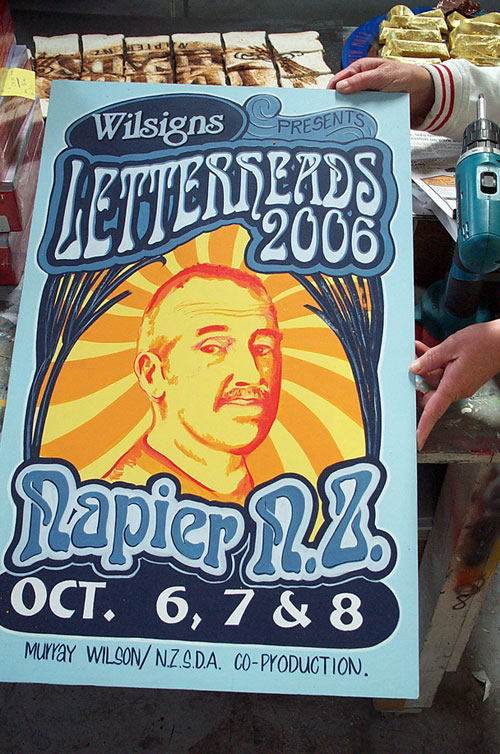 Wilsigns PRESENTS
LETTERHEADS
2006
Napier N.Z.
OCT. 6, 7 & 8
MURRAY WILSON/N.Z.S.D.A. CO-PRODUCTION.